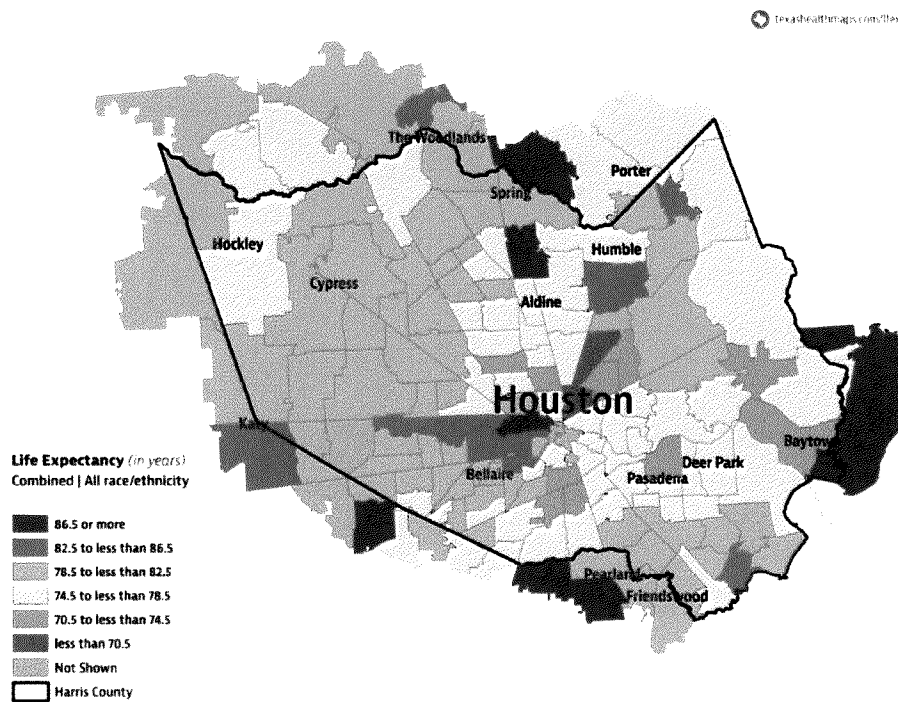 texashealthmaps.com/lfex
The Woodlands
Porter
Spring
Hockley
Humble
Cypress
Aldine
Houston
Katy
Life Expectancy (in years)
Combined | All race/ethnicity
Bellaire
Pasadena
Deer Park
Baytow
86.5 or more
82.5 to less than 86.5
78.5 to less than 82.5
74.5 to less than 78.5
70.5 to less than 74.5
less than 70.5
Not Shown
Harris County
Pearland
Friendswood